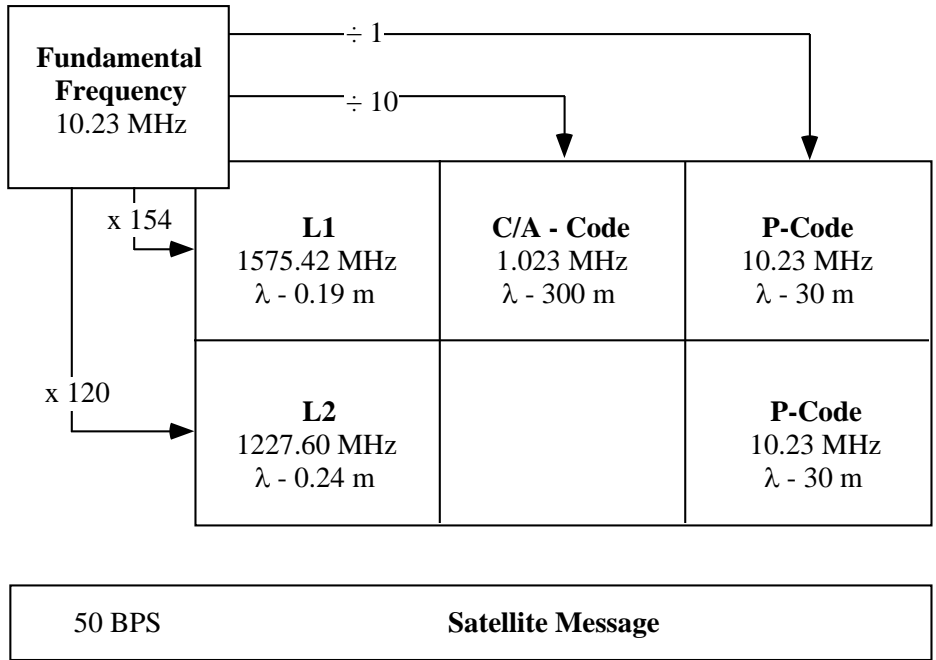 Fundamental
Frequency
10.23 MHz
÷ 1
÷ 10
x 154
x 120
L1
1575.42 MHz
λ - 0.19 m
C/A - Code
1.023 MHz
λ - 300 m
P-Code
10.23 MHz
λ - 30 m
L2
1227.60 MHz
λ - 0.24 m
P-Code
10.23 MHz
λ - 30 m
50 BPS
Satellite Message